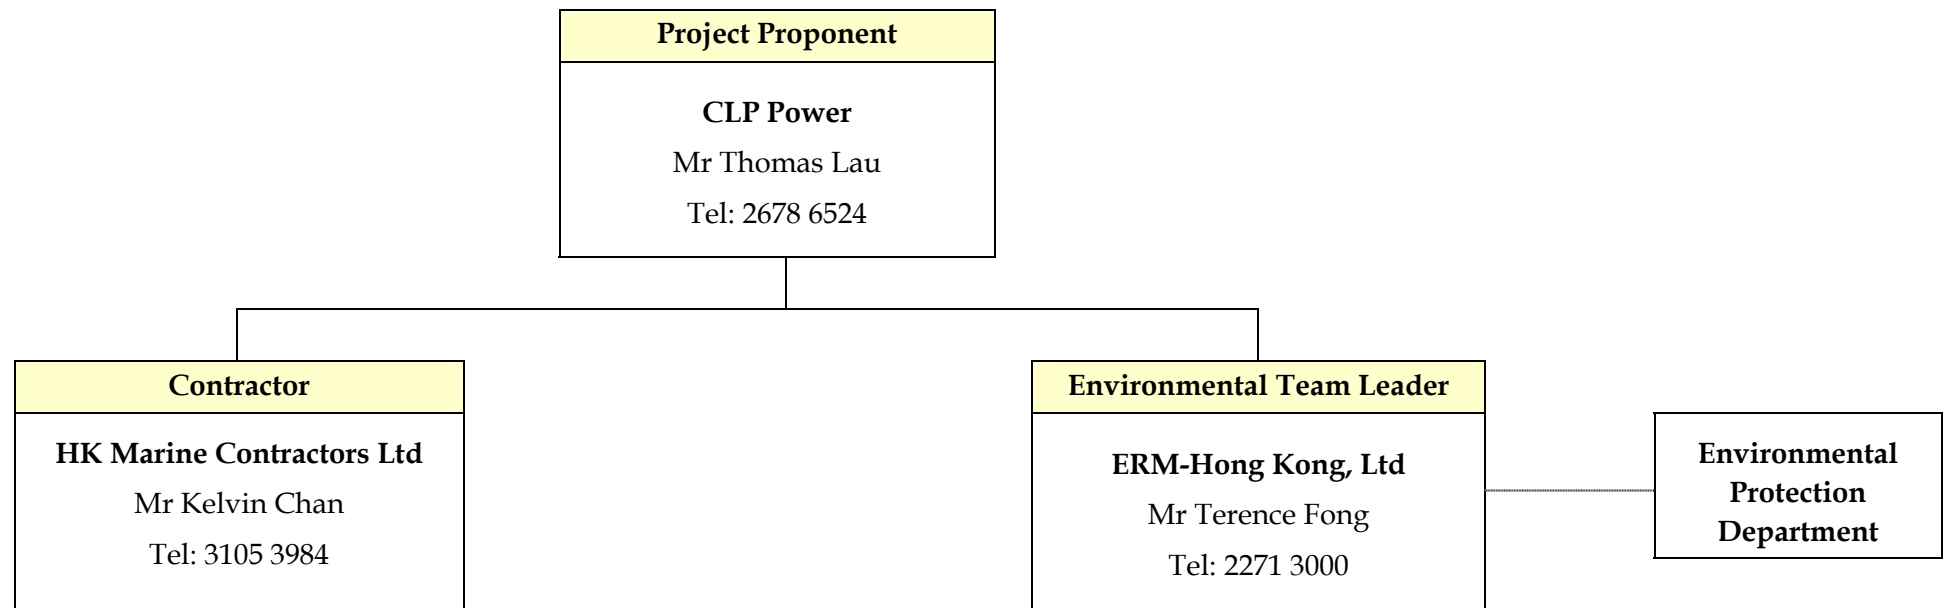 Project Proponent
CLP Power
Mr Thomas Lau
Tel: 2678 6524
Contractor
HK Marine Contractors Ltd
Mr Kelvin Chan
Tel: 3105 3984
Environmental Team Leader
ERM-Hong Kong, Ltd
Mr Terence Fong
Tel: 2271 3000
Environmental
Protection
Department